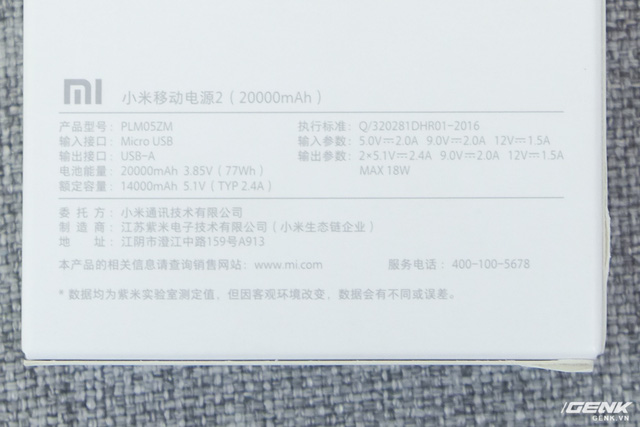 mi 小米移动电源2（20000mAh）
产品型号：PLM05ZM 执行标准：Q/320281DHR01-2016
输入接口：Micro USB 输入参数：5.0V⎓2.0A 9.0V⎓2.0A 12V⎓1.5A
输出接口：USB-A 输出参数：2×5.1V⎓2.4A 9.0V⎓2.0A 12V⎓1.5A
电池能量：20000mAh 3.85V（77Wh） MAX 18W
额定容量：14000mAh 5.1V（TYP 2.4A）
委托方：小米通讯技术有限公司
制造商：江苏紫米电子技术有限公司（小米生态链企业）
地址：江阴市澄江中路159号A913
本产品的相关信息请查询销售网站：www.mi.com 服务电话：400-100-5678
* 数据均为紫米实验室测定值，但因客观环境改变，数据会有不同或误差。
GENK
GENK.VN